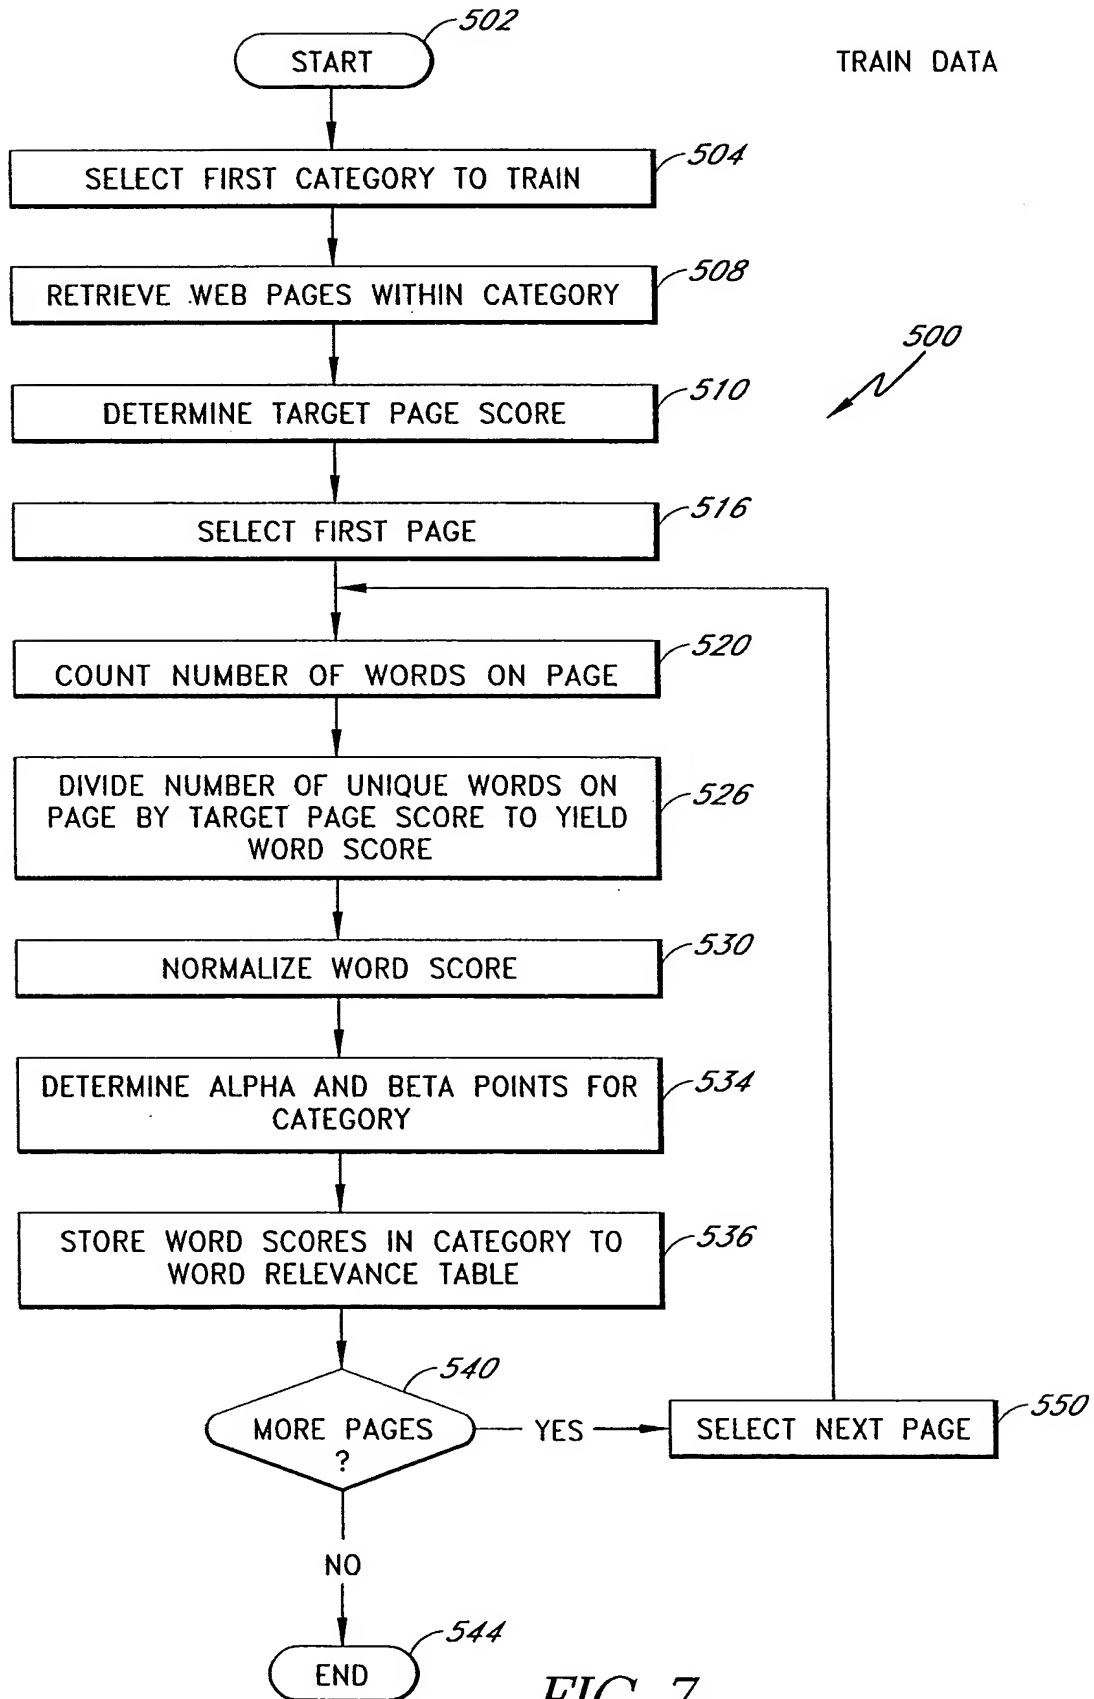 502
START
TRAIN DATA
504
SELECT FIRST CATEGORY TO TRAIN
508
RETRIEVE WEB PAGES WITHIN CATEGORY
500
510
DETERMINE TARGET PAGE SCORE
516
SELECT FIRST PAGE
520
COUNT NUMBER OF WORDS ON PAGE
DIVIDE NUMBER OF UNIQUE WORDS ON
PAGE BY TARGET PAGE SCORE TO YIELD
WORD SCORE
526
530
NORMALIZE WORD SCORE
DETERMINE ALPHA AND BETA POINTS FOR
CATEGORY
534
STORE WORD SCORES IN CATEGORY TO
WORD RELEVANCE TABLE
536
540
MORE PAGES
?
YES
SELECT NEXT PAGE
550
NO
544
END
FIG. 7